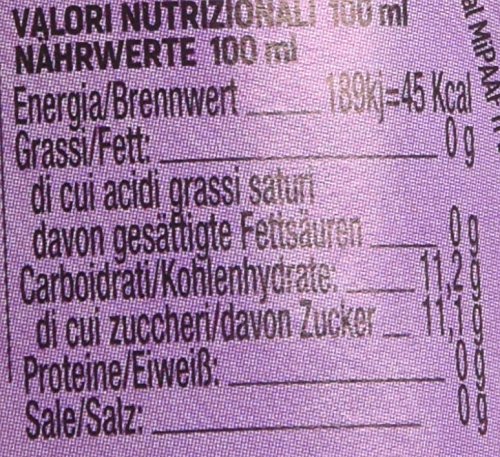 VALORI NUTRIZIONALI 100 ml
NÄHRWERTE 100 ml
Energia/Brennwert 189kj=45 Kcal
Grassi/Fett: 0 g
di cui acidi grassi saturi
davon gesättigte Fettsäuren 0 g
Carboidrati/Kohlenhydrate: 11,2 g
di cui zuccheri/davon Zucker 11,1 g
Proteine/Eiweiß: 0 g
Sale/Salz: 0 g
al MiPAAF